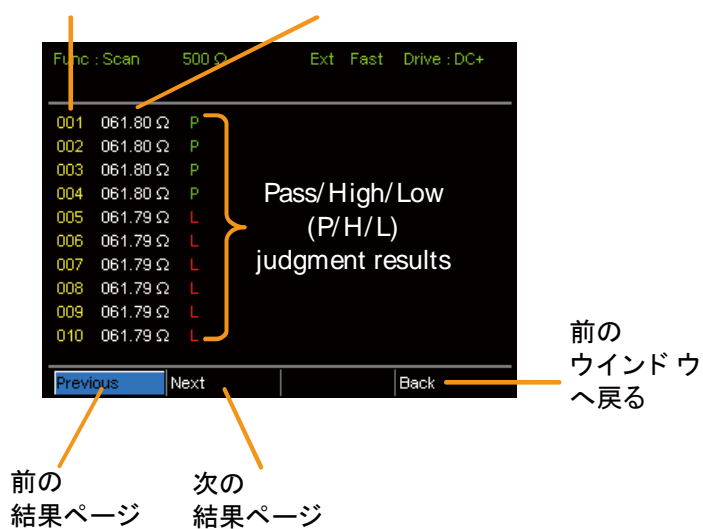 Func : Scan 500 Ω Ext Fast Drive : DC+
001 061.80 Ω P
002 061.80 Ω P
003 061.80 Ω P
004 061.80 Ω P
005 061.79 Ω L
006 061.79 Ω L
007 061.79 Ω L
008 061.79 Ω L
009 061.79 Ω L
010 061.79 Ω L
Pass/High/Low
(P/H/L)
judgment results
Previous Next Back
前の
ウインドウ
へ戻る
前の
結果ページ
次の
結果ページ